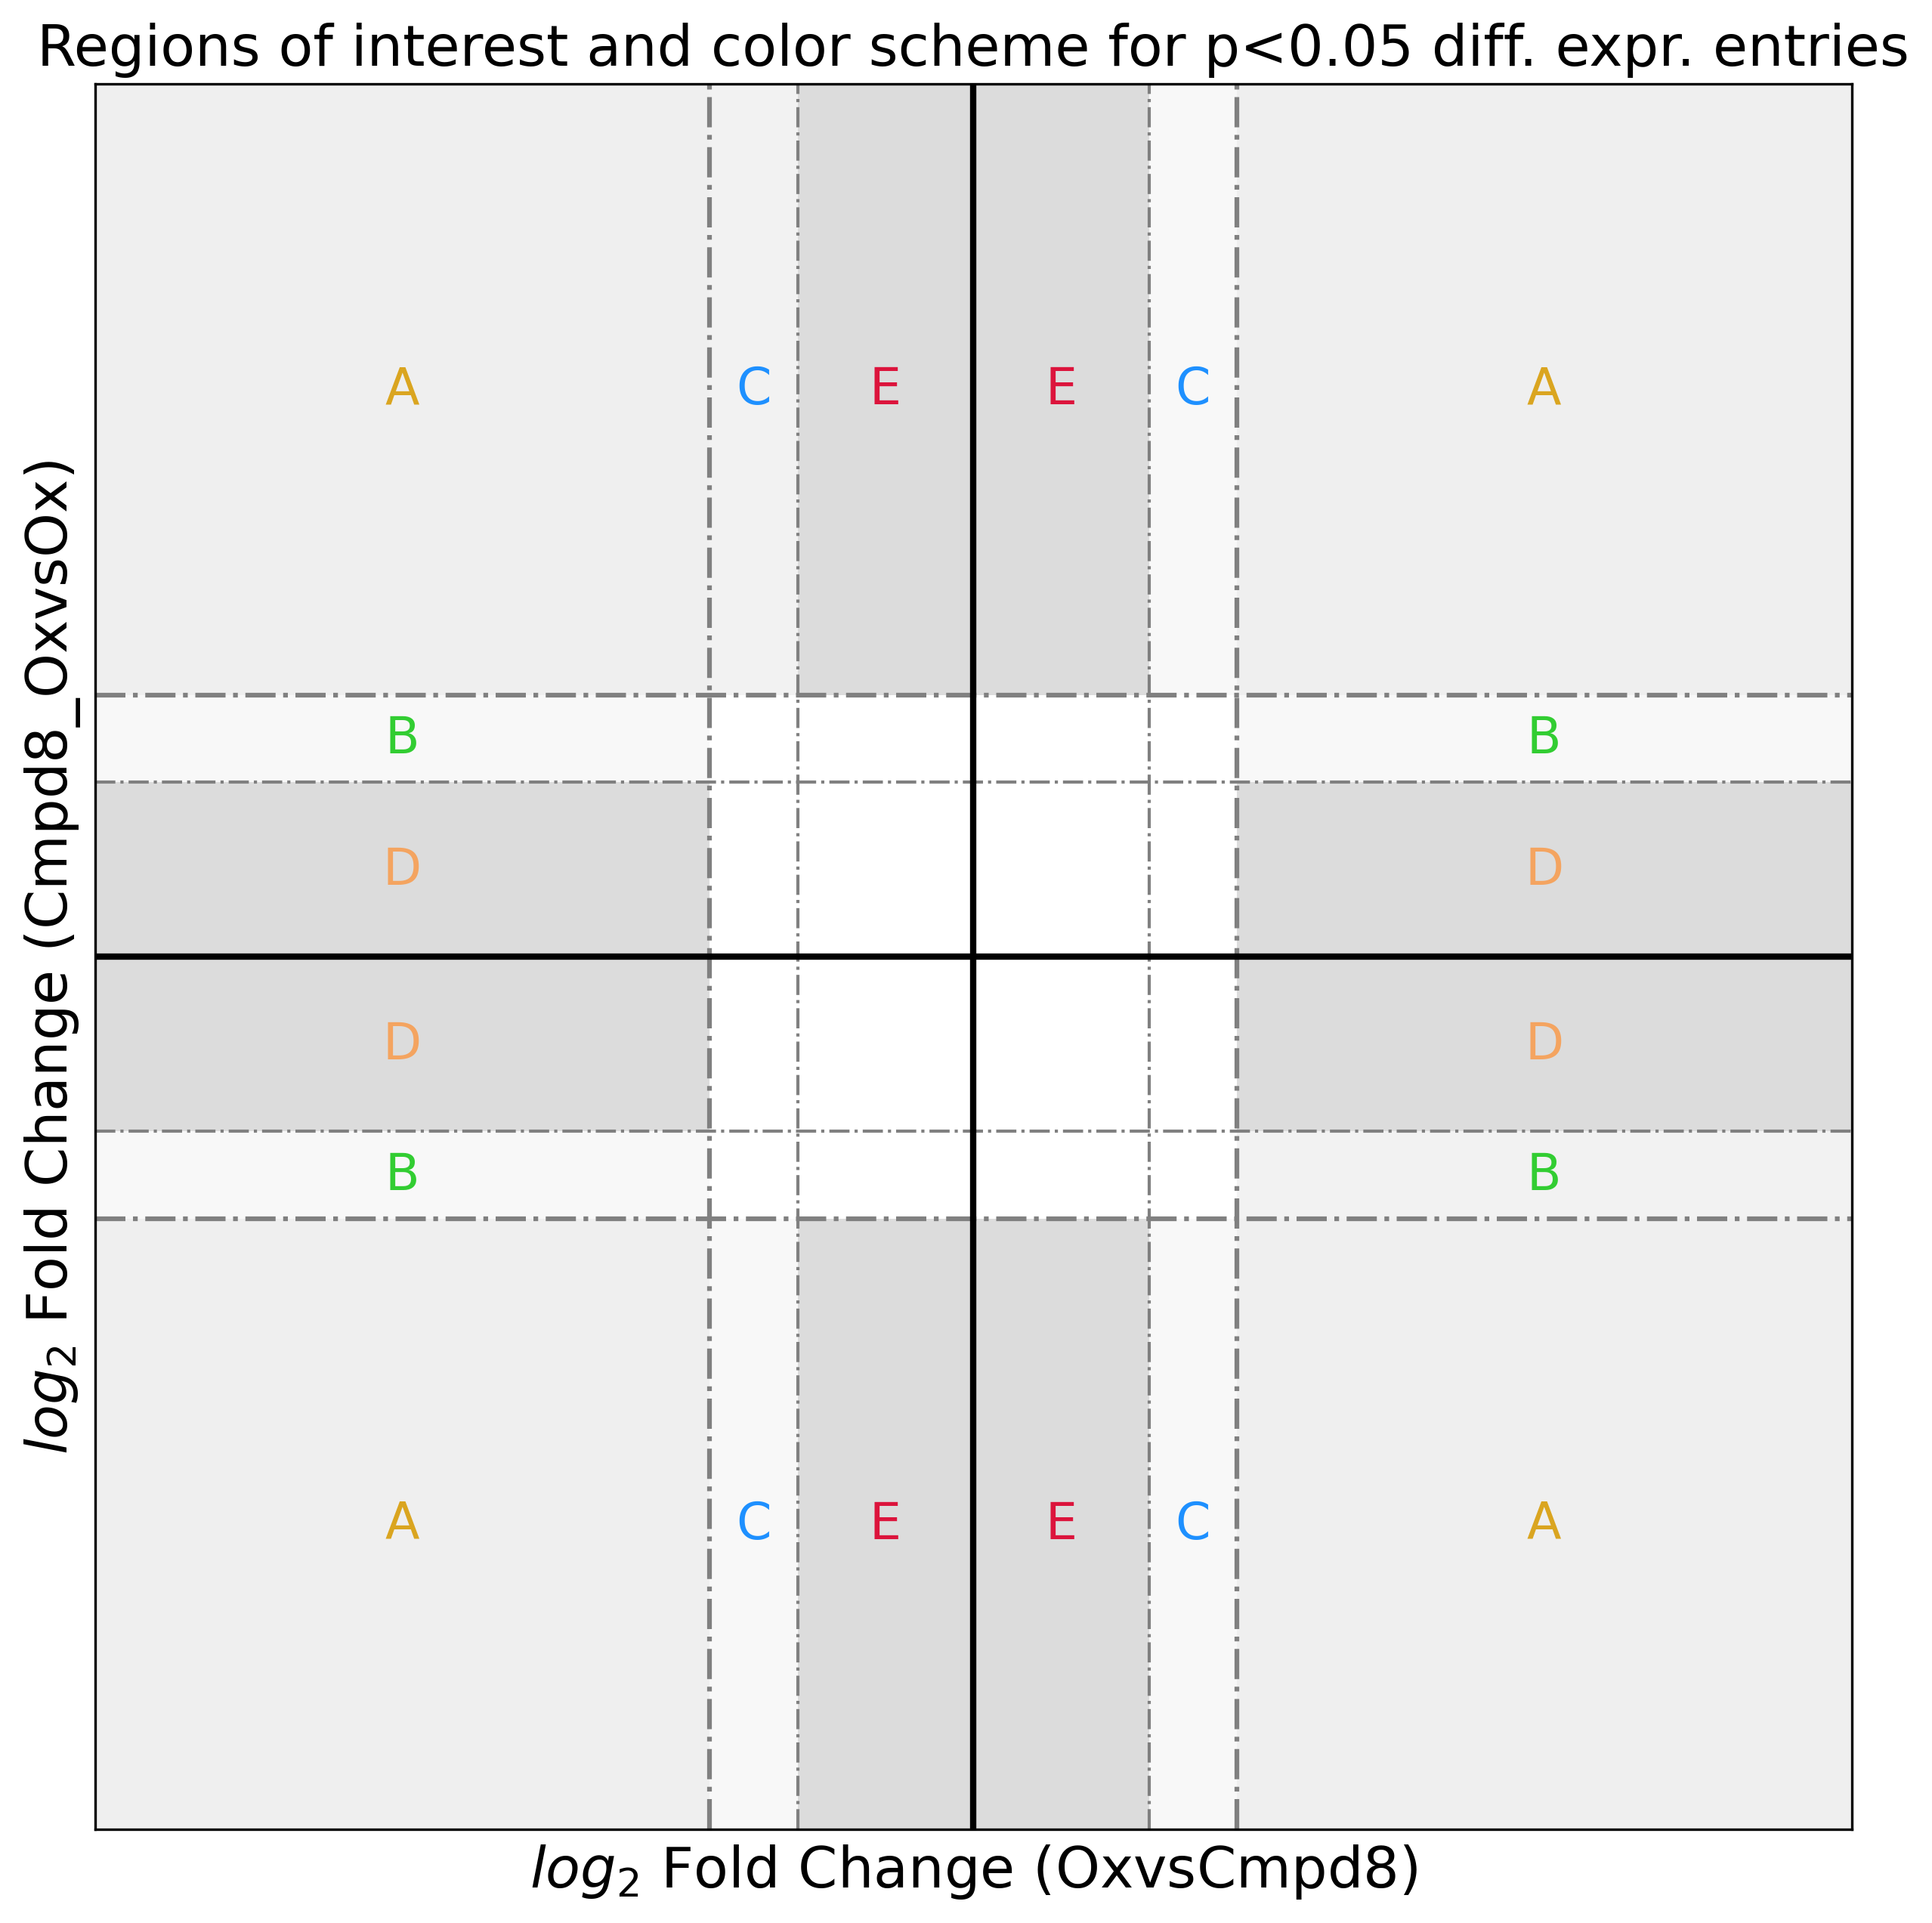 Regions of interest and color scheme for p<0.05 diff. expr. entries
log₂ Fold Change (Cmpd8_OxvsOx)
A C E E C A
B B
D D
D D
B B
A C E E C A
log₂ Fold Change (OxvsCmpd8)